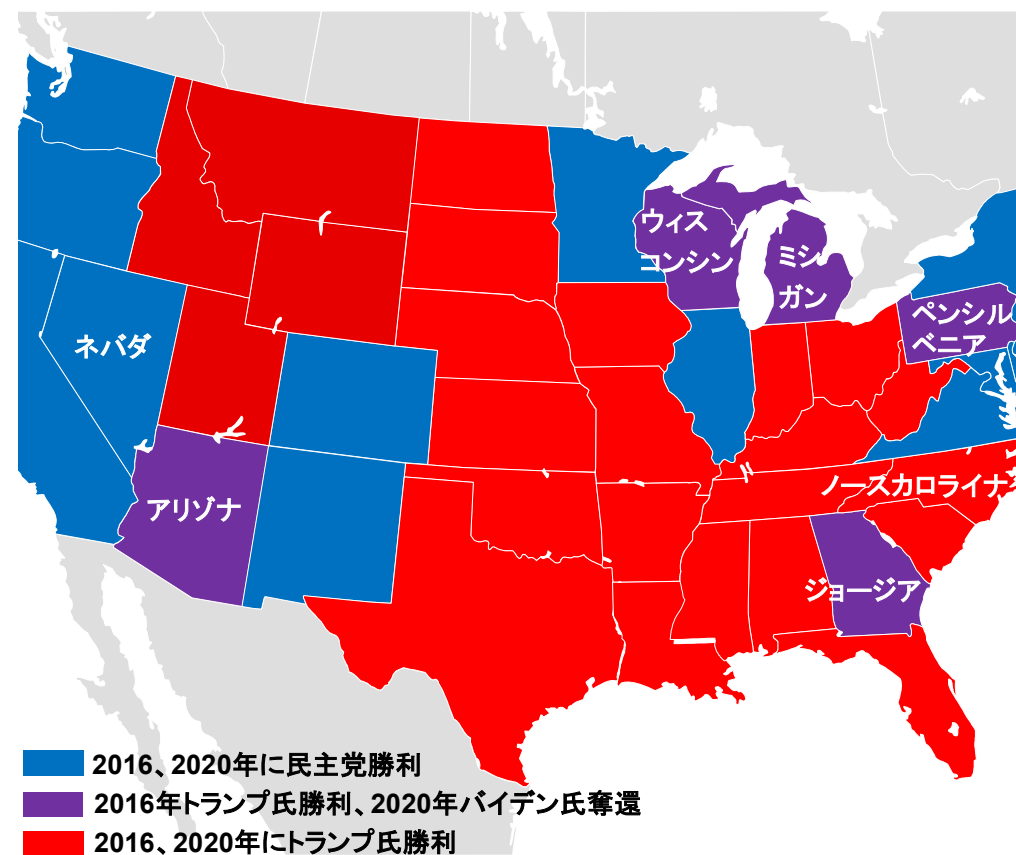 ウィス
コンシン
ミシ
ガン
ペンシル
ベニア
ネバダ
アリゾナ
ノースカロライナ
ジョージア
2016、2020年に民主党勝利
2016年トランプ氏勝利、2020年バイデン氏奪還
2016、2020年にトランプ氏勝利